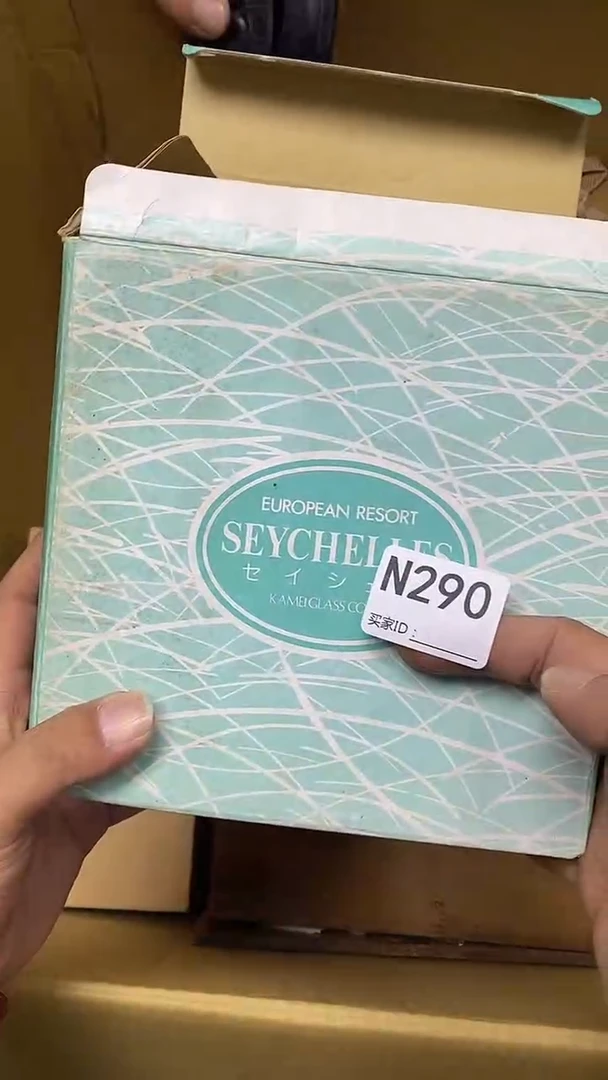 EUROPEAN RESORT
SEYCHELLES
セイシ
KAMEI GLASS CO
N290
买家ID：